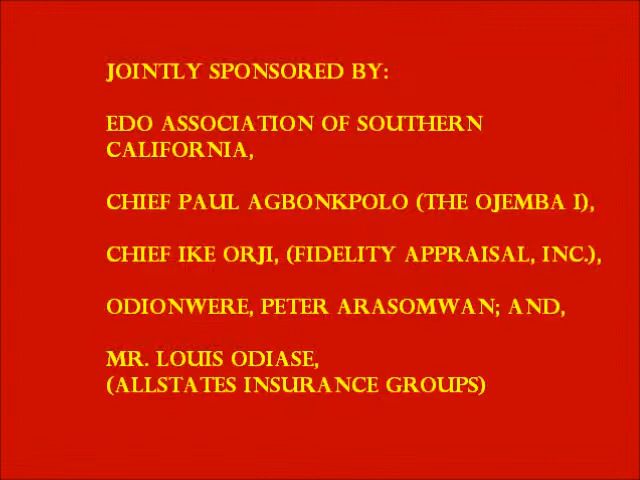 JOINTLY SPONSORED BY:
EDO ASSOCIATION OF SOUTHERN
CALIFORNIA,
CHIEF PAUL AGBONKPOLO (THE OJEMBA I),
CHIEF IKE ORJI, (FIDELITY APPRAISAL, INC.),
ODIONWERE, PETER ARASOMWAN; AND,
MR. LOUIS ODIASE,
(ALLSTATES INSURANCE GROUPS)